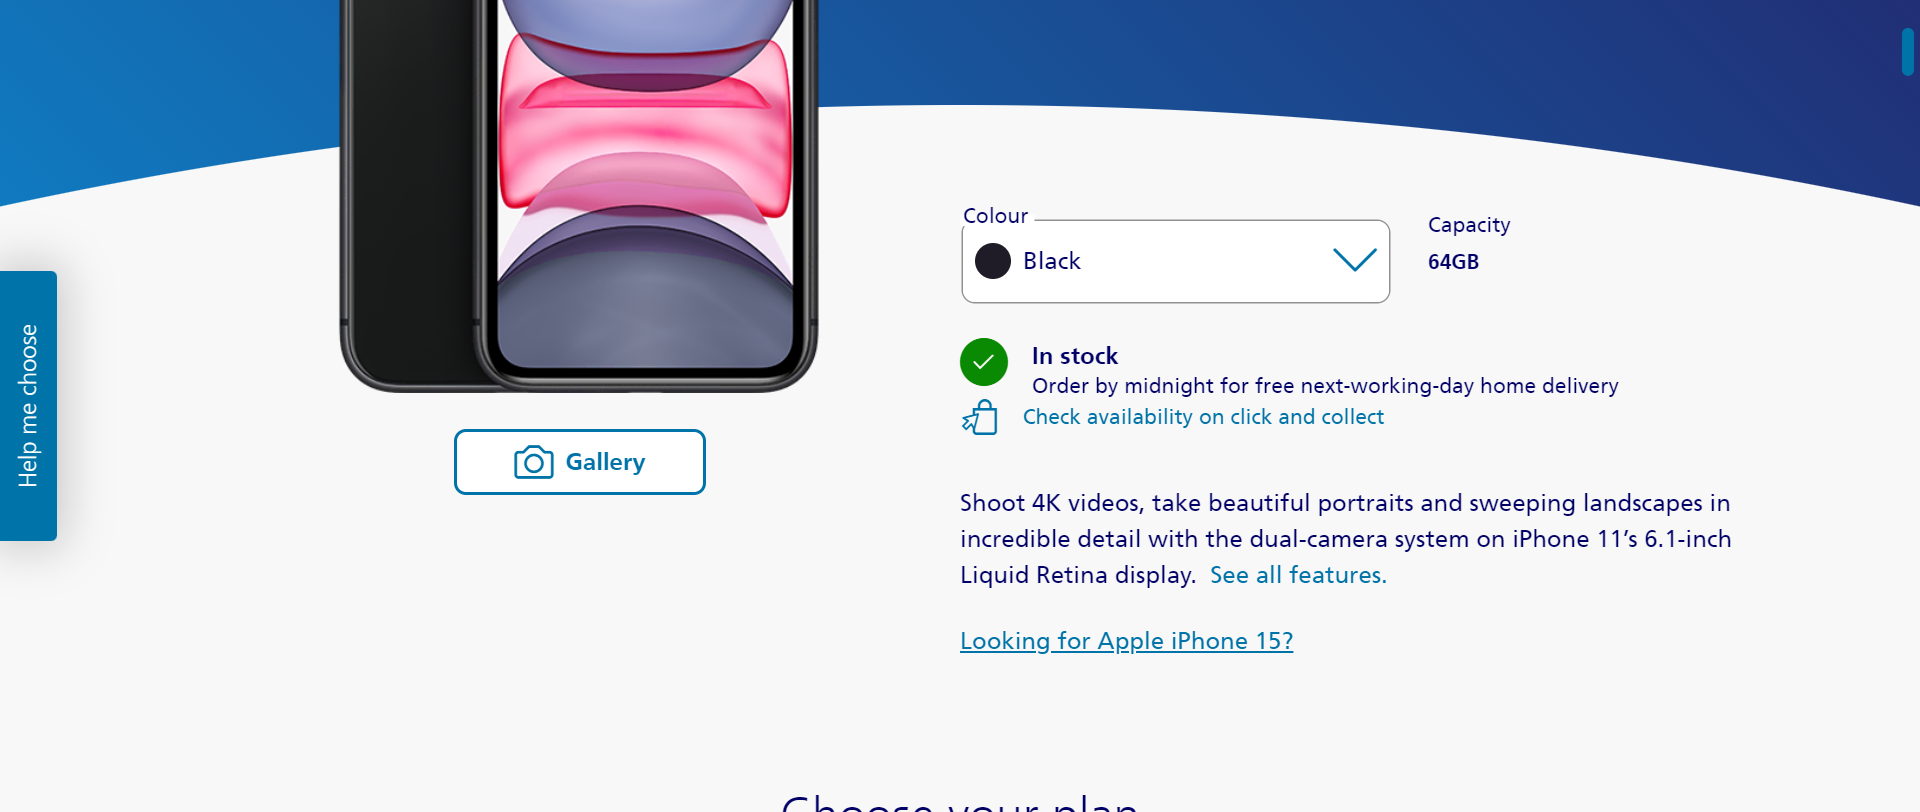 Colour
Black
Capacity
64GB
In stock
Order by midnight for free next-working-day home delivery
Check availability on click and collect
Help me choose
Gallery
Shoot 4K videos, take beautiful portraits and sweeping landscapes in
incredible detail with the dual-camera system on iPhone 11’s 6.1-inch
Liquid Retina display. See all features.
Looking for Apple iPhone 15?
Choose your plan